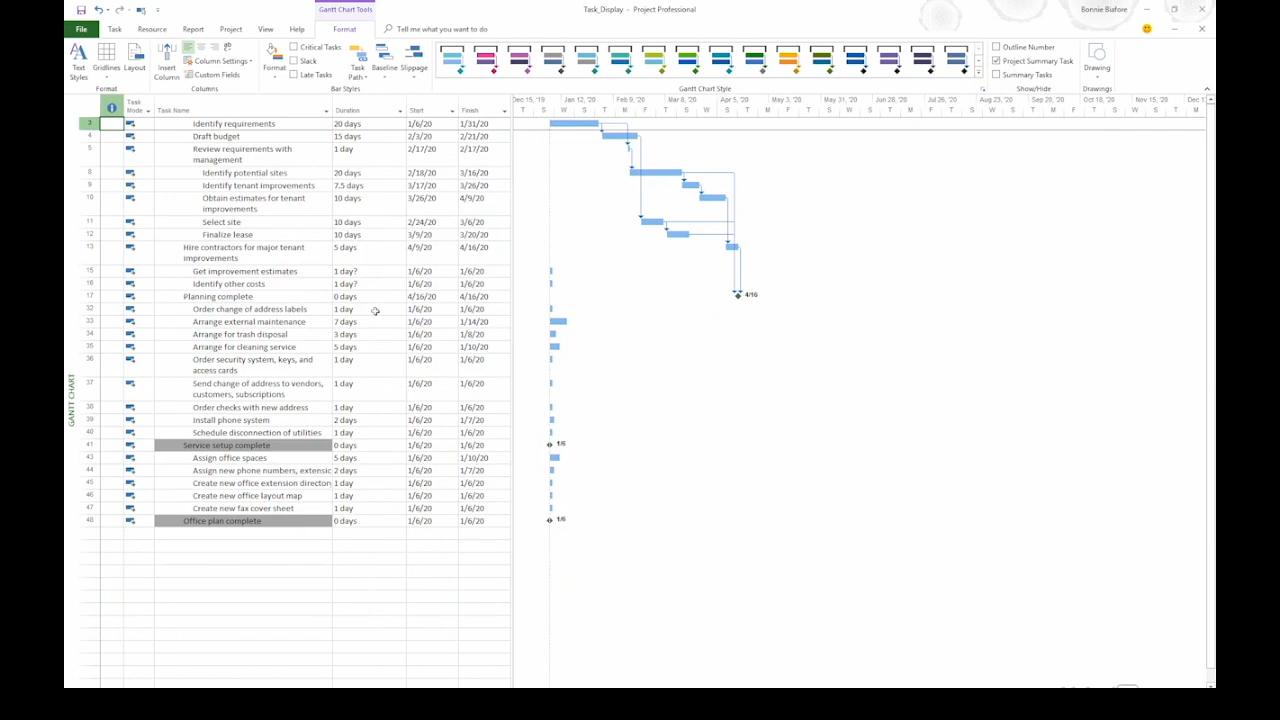 Gantt Chart Tools
Task_Display - Project Professional
Bonnie Biafore
File Task Resource Report Project View Help Format Tell me what you want to do
Text Styles
Gridlines
Layout
Format
Insert Column
Column Settings
Custom Fields
Columns
Format
Critical Tasks
Slack
Late Tasks
Task Path
Baseline
Slippage
Bar Styles
Gantt Chart Style
Outline Number
Project Summary Task
Summary Tasks
Show/Hide
Drawing
Drawings
Task Mode Task Name Duration Start Finish
Dec 15, '19 Jan 12, '20 Feb 9, '20 Mar 8, '20 Apr 5, '20 May 3, '20 May 31, '20 Jun 28, '20 Jul 26, '20 Aug 23, '20 Sep 20, '20 Oct 18, '20 Nov 15, '20 Dec 1
T S W S T M F T S W S T M F T S W S T M F T S W S T
3 Identify requirements 20 days 1/6/20 1/31/20
4 Draft budget 15 days 2/3/20 2/21/20
5 Review requirements with management 1 day 2/17/20 2/17/20
8 Identify potential sites 20 days 2/18/20 3/16/20
9 Identify tenant improvements 7.5 days 3/17/20 3/26/20
10 Obtain estimates for tenant improvements 10 days 3/26/20 4/9/20
11 Select site 10 days 2/24/20 3/6/20
12 Finalize lease 10 days 3/9/20 3/20/20
13 Hire contractors for major tenant improvements 5 days 4/9/20 4/16/20
15 Get improvement estimates 1 day? 1/6/20 1/6/20
16 Identify other costs 1 day? 1/6/20 1/6/20
17 Planning complete 0 days 4/16/20 4/16/20 4/16
32 Order change of address labels 1 day 1/6/20 1/6/20
33 Arrange external maintenance 7 days 1/6/20 1/14/20
34 Arrange for trash disposal 3 days 1/6/20 1/8/20
35 Arrange for cleaning service 5 days 1/6/20 1/10/20
36 Order security system, keys, and access cards 1 day 1/6/20 1/6/20
37 Send change of address to vendors, customers, subscriptions 1 day 1/6/20 1/6/20
38 Order checks with new address 1 day 1/6/20 1/6/20
39 Install phone system 2 days 1/6/20 1/7/20
40 Schedule disconnection of utilities 1 day 1/6/20 1/6/20
41 Service setup complete 0 days 1/6/20 1/6/20 1/6
43 Assign office spaces 5 days 1/6/20 1/10/20
44 Assign new phone numbers, extensic 2 days 1/6/20 1/7/20
45 Create new office extension director 1 day 1/6/20 1/6/20
46 Create new office layout map 1 day 1/6/20 1/6/20
47 Create new fax cover sheet 1 day 1/6/20 1/6/20
48 Office plan complete 0 days 1/6/20 1/6/20 1/6
GANTT CHART